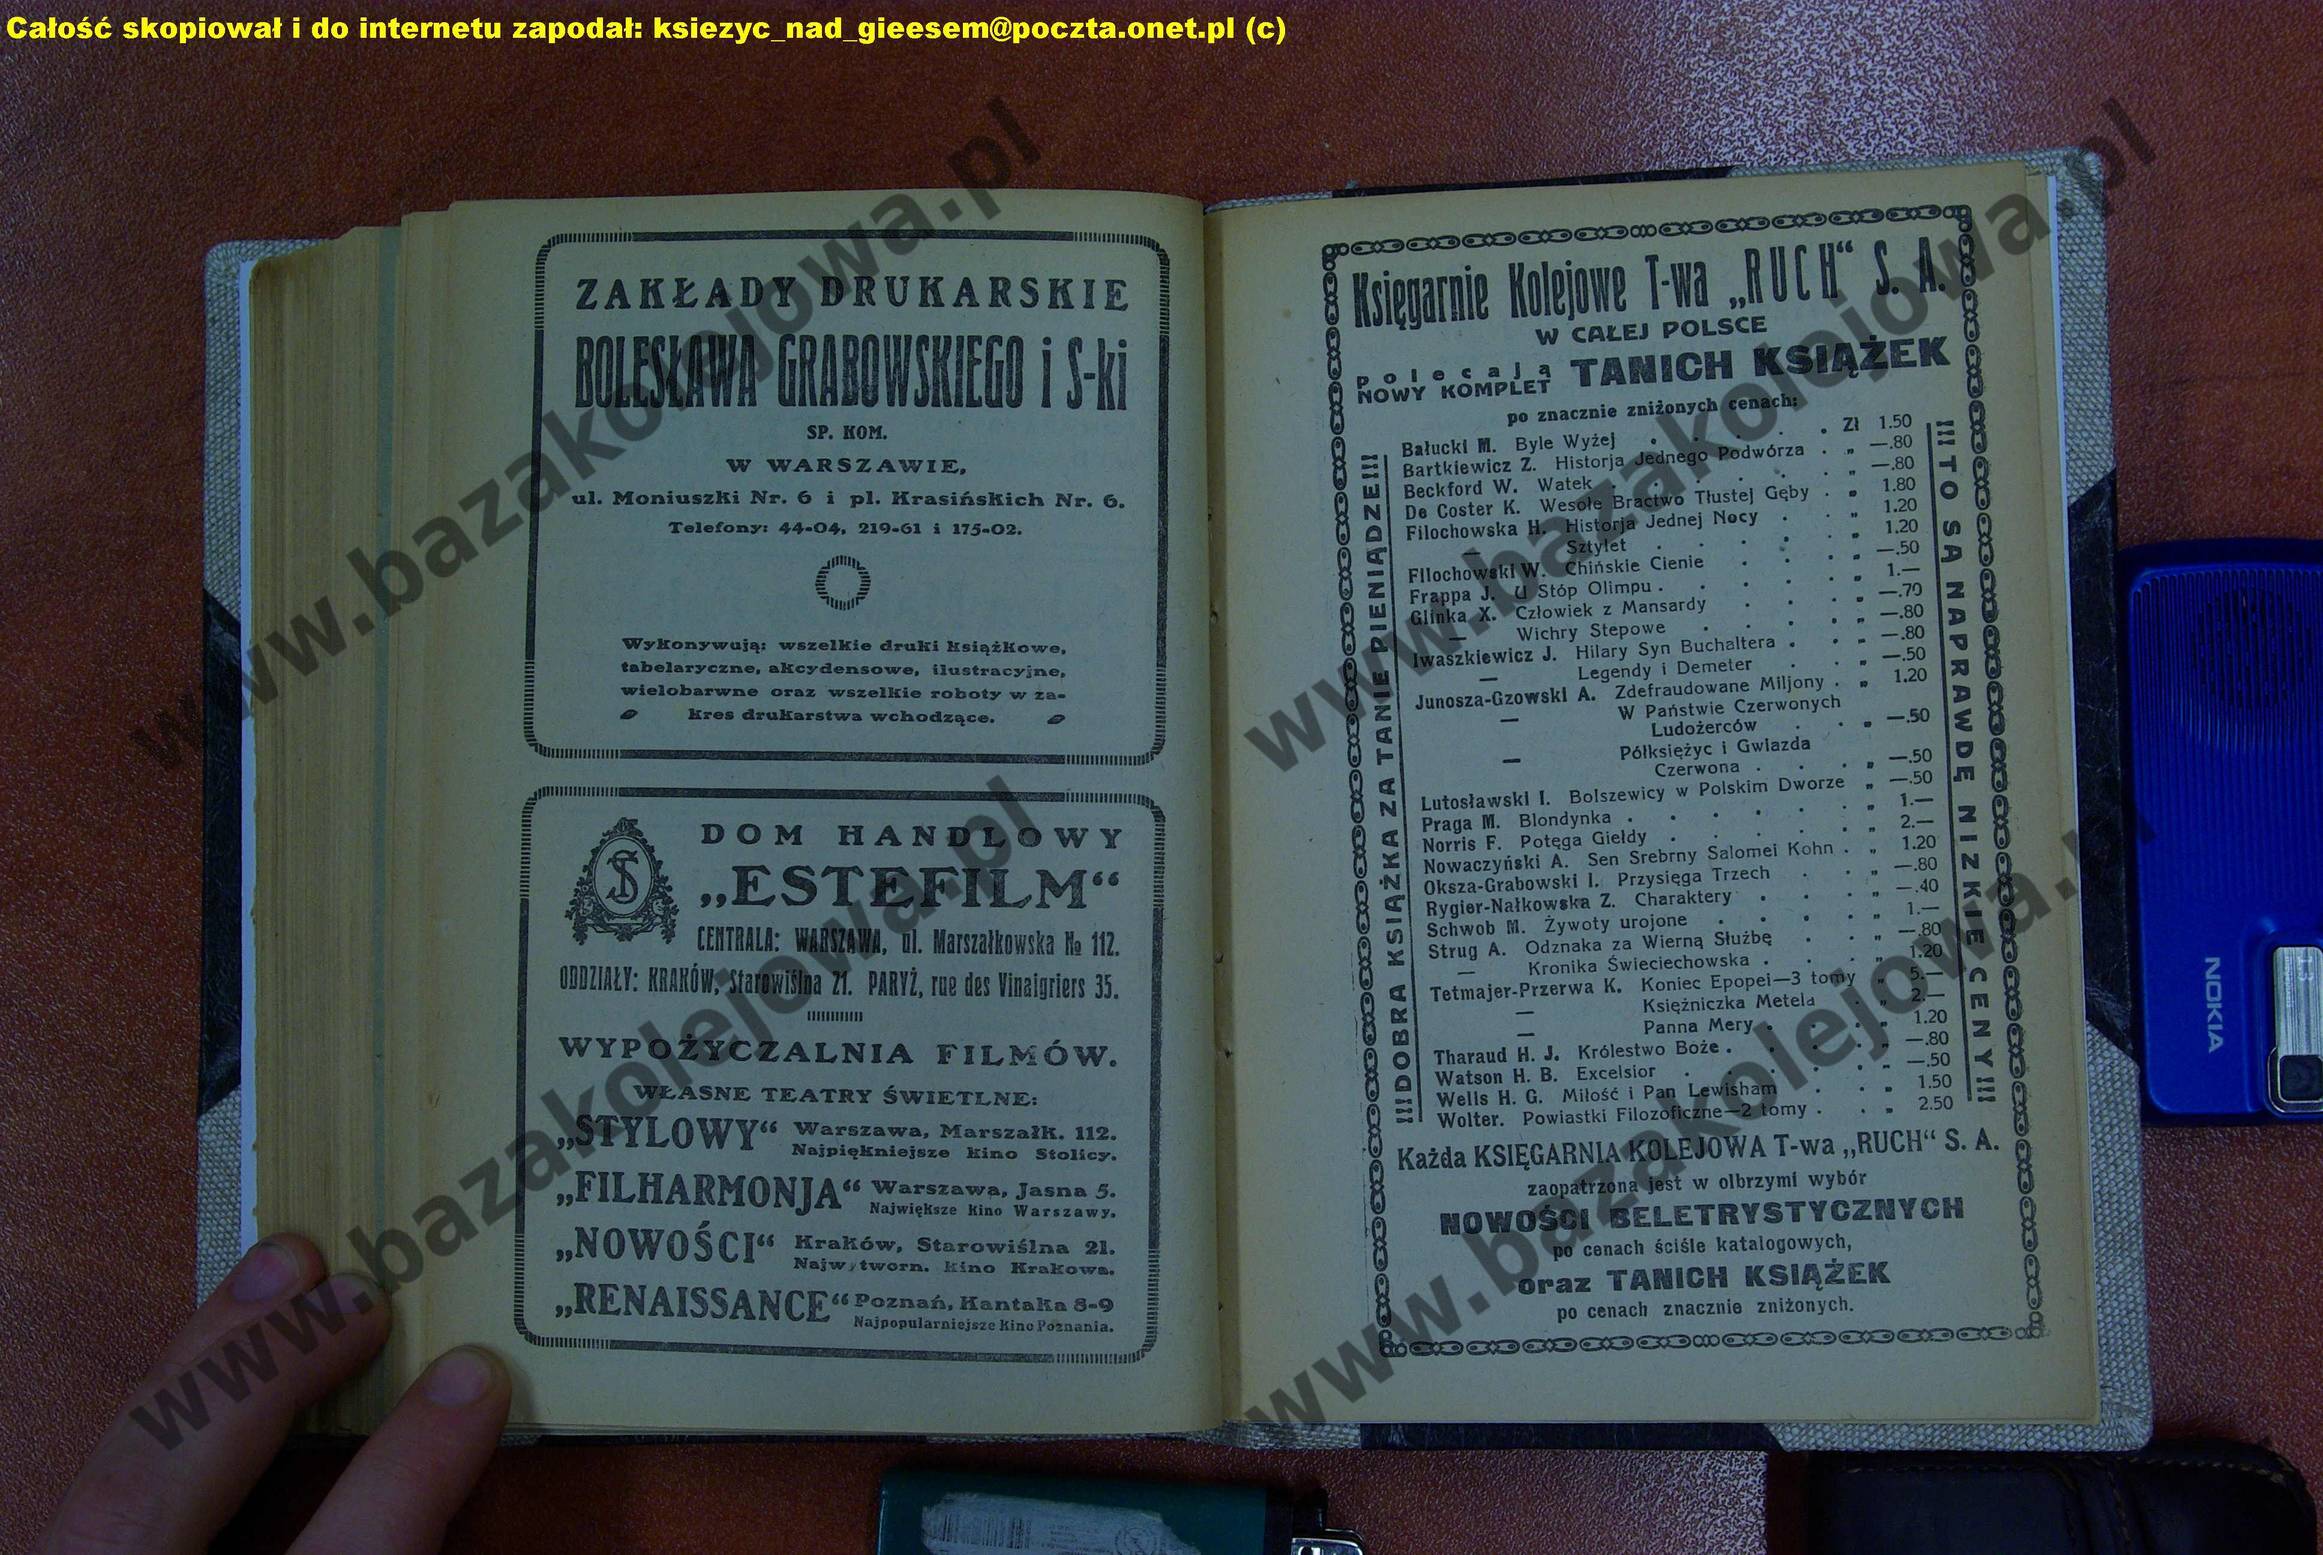 Całość skopiował i do internetu zapodał: ksiezyc_nad_gieesem@poczta.onet.pl (c)
ZAKŁADY DRUKARSKIE
BOLESŁAWA GRABOWSKIEGO i S-ki
SP. KOM.
W WARSZAWIE,
ul. Moniuszki Nr. 6 i pl. Krasińskich Nr. 6.
Telefony: 44-04, 219-61 i 175-02.
Wykonywują: wszelkie druki książkowe,
tabelaryczne, akcydensowe, ilustracyjne,
wielobarwne oraz wszelkie roboty w za-
kres drukarstwa wchodzące.
DOM HANDLOWY
„ESTEFILM“
CENTRALA: WARSZAWA, ul. Marszałkowska № 112.
ODDZIAŁY: KRAKÓW, Starowiślna 21. PARYŻ, rue des Vinaigriers 35.
WYPOŻYCZALNIA FILMÓW.
WŁASNE TEATRY ŚWIETLNE:
„STYLOWY“ Warszawa, Marszałk. 112.
Najpiękniejsze kino Stolicy.
„FILHARMONJA“ Warszawa, Jasna 5.
Największe kino Warszawy.
„NOWOŚCI“ Kraków, Starowiślna 21.
Najwytworn. kino Krakowa.
„RENAISSANCE“ Poznań, Kantaka 8-9
Najpopularniejsze kino Poznania.
Księgarnie Kolejowe T-wa „RUCH“ S. A.
W CAŁEJ POLSCE
polecają
NOWY KOMPLET TANICH KSIĄŻEK
po znacznie zniżonych cenach:
!!!DOBRA KSIĄŻKA ZA TANIE PIENIĄDZE!!!
Bałucki M. Byle Wyżej . . . . . Zł 1.50
Bartkiewicz Z. Historja Jednego Podwórza . „ —.80
Beckford W. Watek . . . . . „ —.80
De Coster K. Wesołe Bractwo Tłustej Gęby . „ 1.80
Filochowska H. Historja Jednej Nocy . . „ 1.20
— Sztylet . . . . „ 1.20
Filochowski W. Chińskie Cienie . . . „ —.50
Frappa J. U Stóp Olimpu . . . . „ 1.—
Glinka X. Człowiek z Mansardy . . . „ —.70
— Wichry Stepowe . . . . „ —.80
Iwaszkiewicz J. Hilary Syn Buchaltera . . „ —.80
— Legendy i Demeter . . „ —.50
Junosza-Gzowski A. Zdefraudowane Miljony . „ 1.20
— W Państwie Czerwonych
Ludożerców . . „ —.50
— Półksiężyc i Gwiazda
Czerwona . . . „ —.50
Lutosławski I. Bolszewicy w Polskim Dworze „ —.50
Praga M. Blondynka . . . . . „ 1.—
Norris F. Potęga Giełdy . . . . „ 2.—
Nowaczyński A. Sen Srebrny Salomei Kohn . „ 1.20
Oksza-Grabowski I. Przysięga Trzech . . „ —.80
Rygier-Nałkowska Z. Charaktery . . . „ —.40
Schwob M. Żywoty urojone . . . . „ 1.—
Strug A. Odznaka za Wierną Służbę . . „ —.80
— Kronika Świeciechowska . . . „ 1.20
Tetmajer-Przerwa K. Koniec Epopei—3 tomy „ 5.—
— Księżniczka Metela . „ 2.—
— Panna Mery . . . „ 1.20
Tharaud H. J. Królestwo Boże . . . . „ —.80
Watson H. B. Excelsior . . . . . „ —.50
Wells H. G. Miłość i Pan Lewisham . . „ 1.50
Wolter. Powiastki Filozoficzne—2 tomy . . „ 2.50
!!!TO SĄ NAPRAWDĘ NIZKIE CENY!!!
Każda KSIĘGARNIA KOLEJOWA T-wa „RUCH“ S. A.
zaopatrzona jest w olbrzymi wybór
NOWOŚCI BELETRYSTYCZNYCH
po cenach ściśle katalogowych,
oraz TANICH KSIĄŻEK
po cenach znacznie zniżonych.
NOKIA
www.bazakolejowa.pl
www.bazakolejowa.pl
www.bazakolejowa.pl
www.bazakolejowa.pl